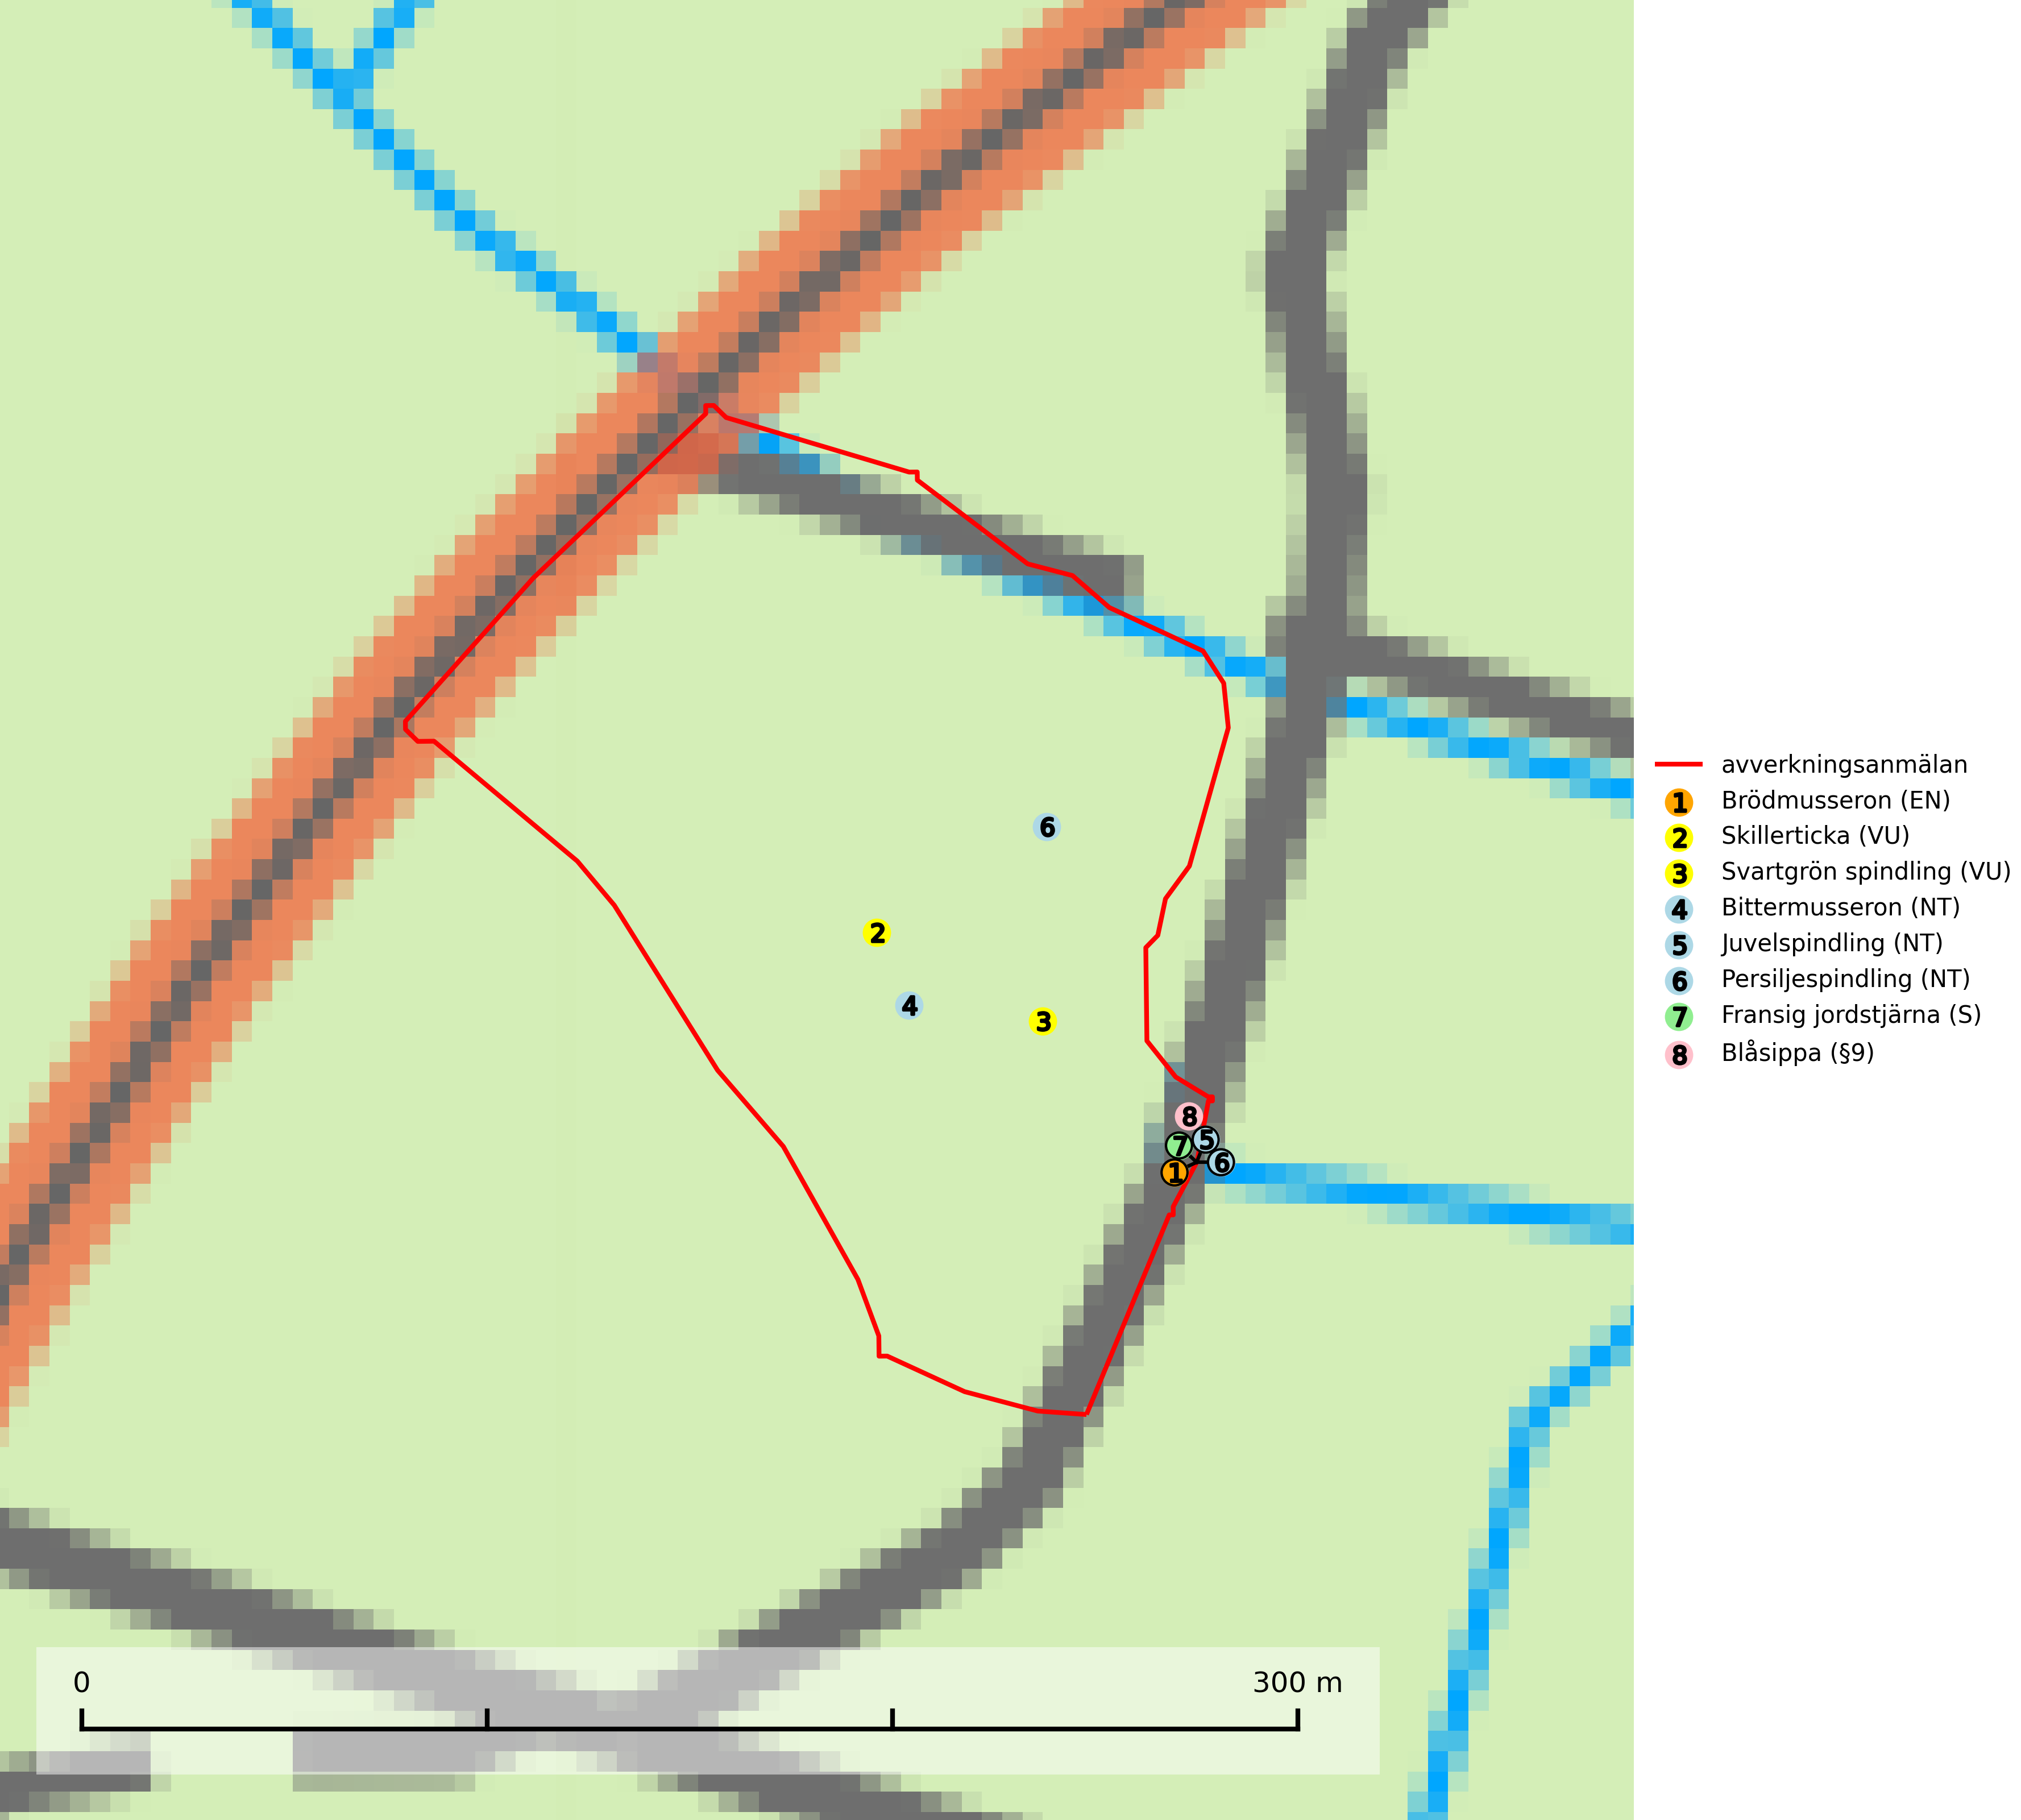 6
2
4
3
8
7 5
1 6
0 300 m
avverkningsanmälan
1 Brödmusseron (EN)
2 Skillerticka (VU)
3 Svartgrön spindling (VU)
4 Bittermusseron (NT)
5 Juvelspindling (NT)
6 Persiljespindling (NT)
7 Fransig jordstjärna (S)
8 Blåsippa (§9)